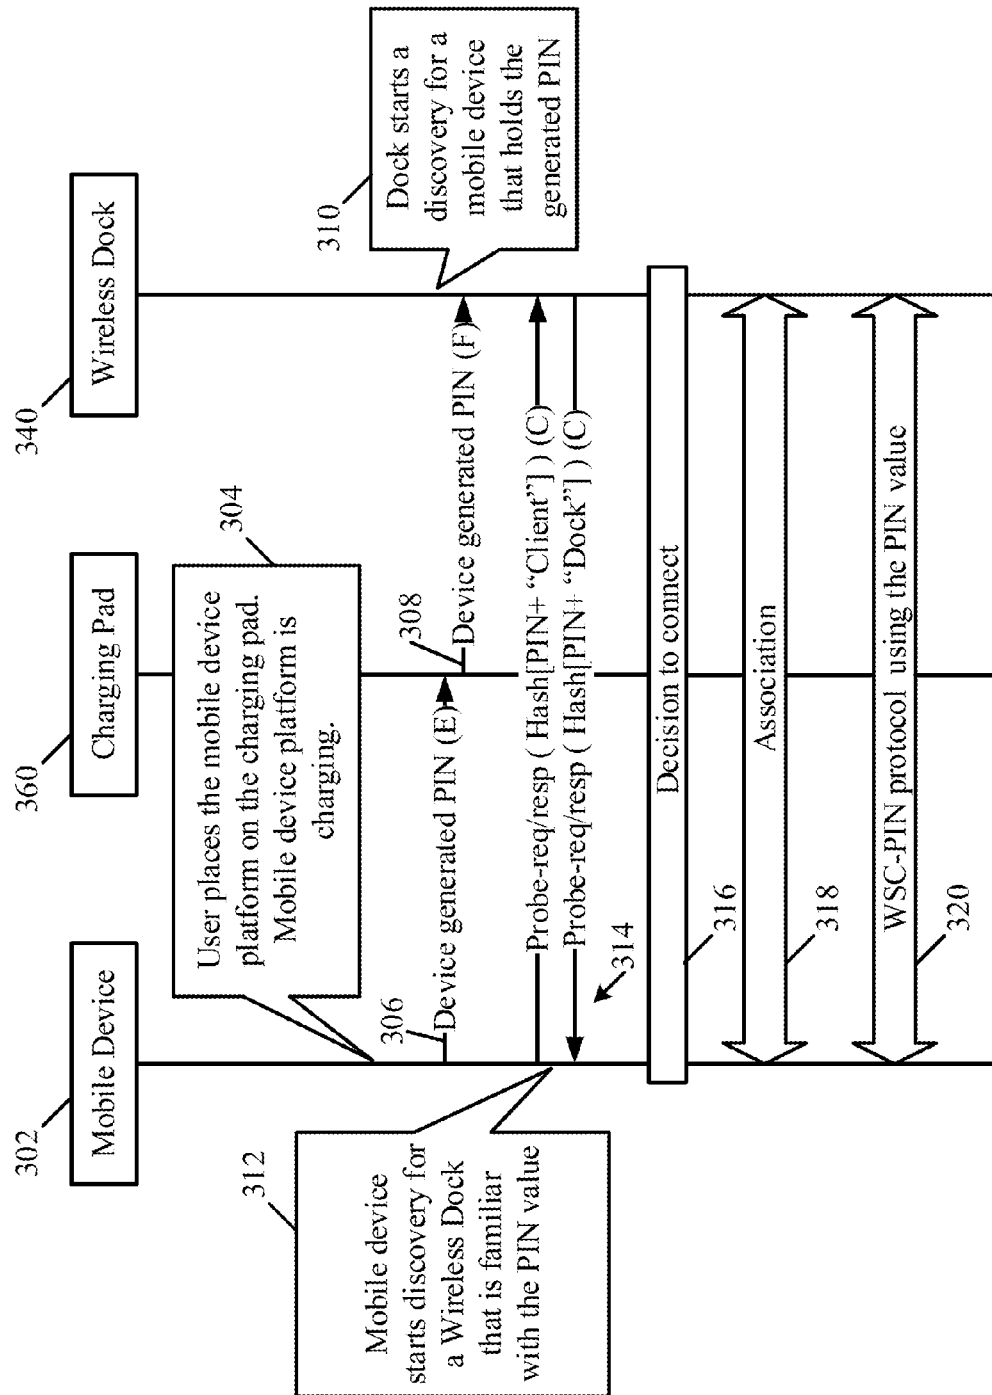 302
Mobile Device
360
Charging Pad
340
Wireless Dock
304
User places the mobile device
platform on the charging pad.
Mobile device platform is
charging.
306
Device generated PIN (E)
308
Device generated PIN (F)
310
Dock starts a
discovery for a
mobile device
that holds the
generated PIN
312
Mobile device
starts discovery for
a Wireless Dock
that is familiar
with the PIN value
Probe-req/resp ( Hash[PIN+ “Client”] ) (C)
Probe-req/resp ( Hash[PIN+ “Dock”] ) (C)
314
Decision to connect
316
Association
318
WSC-PIN protocol using the PIN value
320